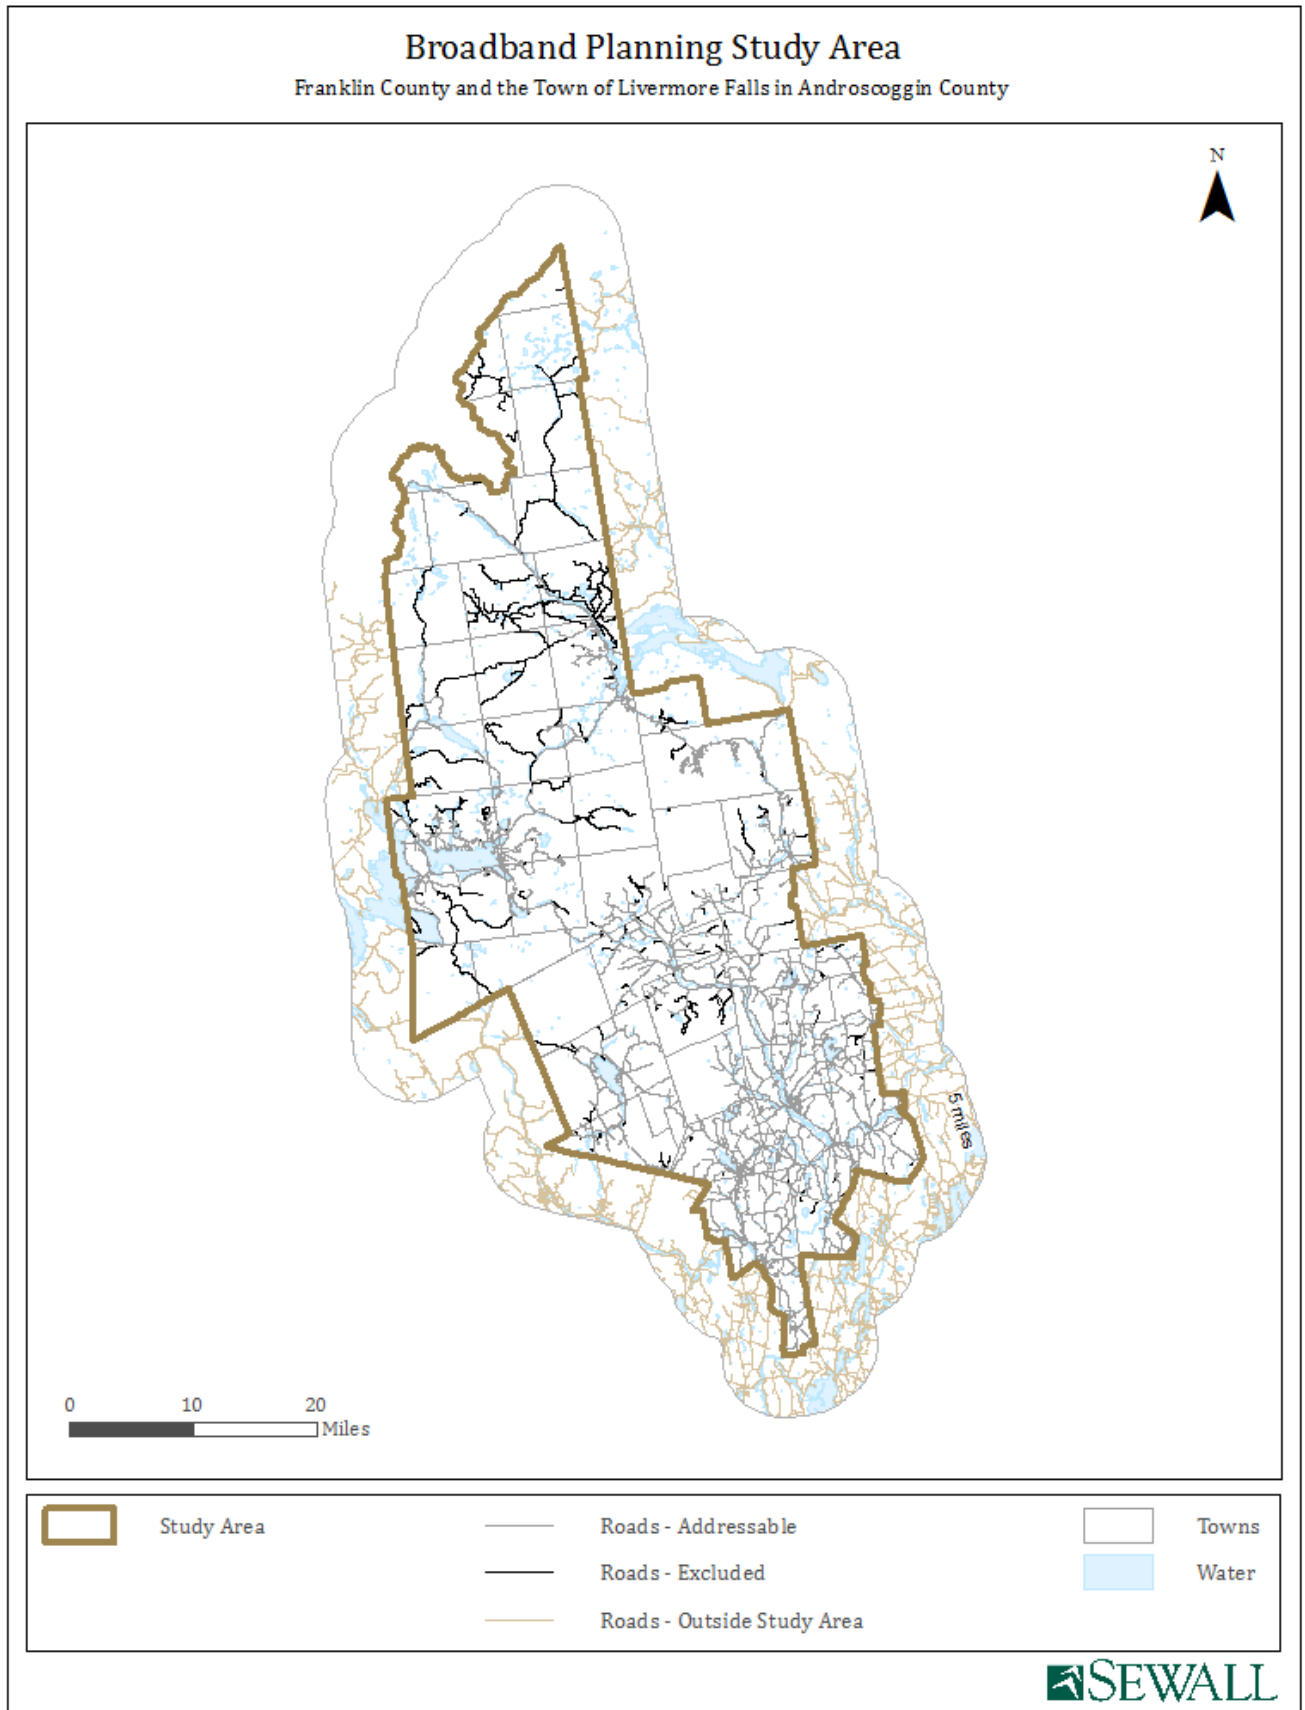 Broadband Planning Study Area
Franklin County and the Town of Livermore Falls in Androscoggin County
N
5 miles
0 10 20
Miles
Study Area
Roads - Addressable
Towns
Roads - Excluded
Water
Roads - Outside Study Area
SEWALL